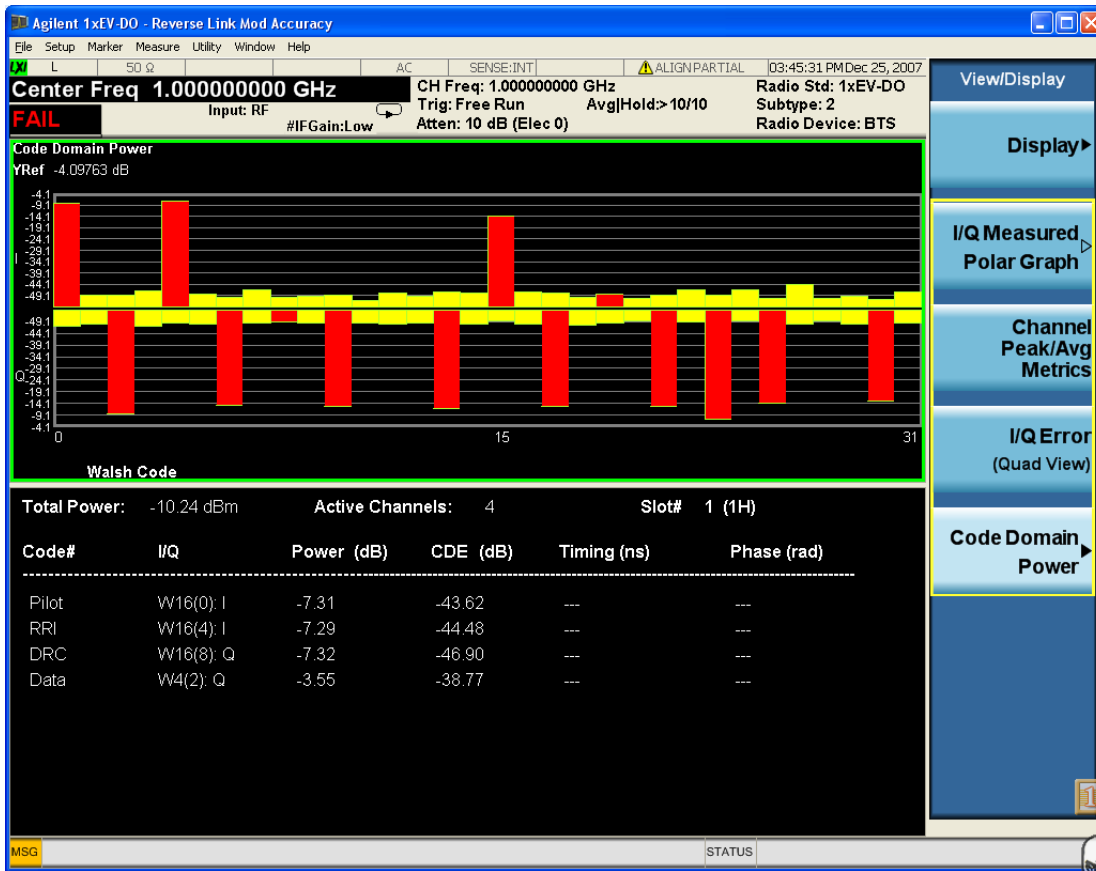 Agilent 1xEV-DO - Reverse Link Mod Accuracy
File Setup Marker Measure Utility Window Help
LXI L 50 Ω AC SENSE:INT ALIGN PARTIAL 03:45:31 PM Dec 25, 2007
Center Freq 1.000000000 GHz
Input: RF
#IFGain:Low
CH Freq: 1.000000000 GHz
Trig: Free Run Avg|Hold:> 10/10
Atten: 10 dB (Elec 0)
Radio Std: 1xEV-DO
Subtype: 2
Radio Device: BTS
FAIL
Code Domain Power
YRef -4.09763 dB
-4.1
-9.1
-14.1
-19.1
-24.1
-29.1
I -34.1
-39.1
-44.1
-49.1
-49.1
-44.1
-39.1
-34.1
-29.1
Q -24.1
-19.1
-14.1
-9.1
-4.1
0 15 31
Walsh Code
Total Power: -10.24 dBm Active Channels: 4 Slot# 1 (1H)
Code# I/Q Power (dB) CDE (dB) Timing (ns) Phase (rad)
Pilot W16(0): I -7.31 -43.62 --- ---
RRI W16(4): I -7.29 -44.48 --- ---
DRC W16(8): Q -7.32 -46.90 --- ---
Data W4(2): Q -3.55 -38.77 --- ---
View/Display
Display
I/Q Measured
Polar Graph
Channel
Peak/Avg
Metrics
I/Q Error
(Quad View)
Code Domain
Power
1
MSG STATUS